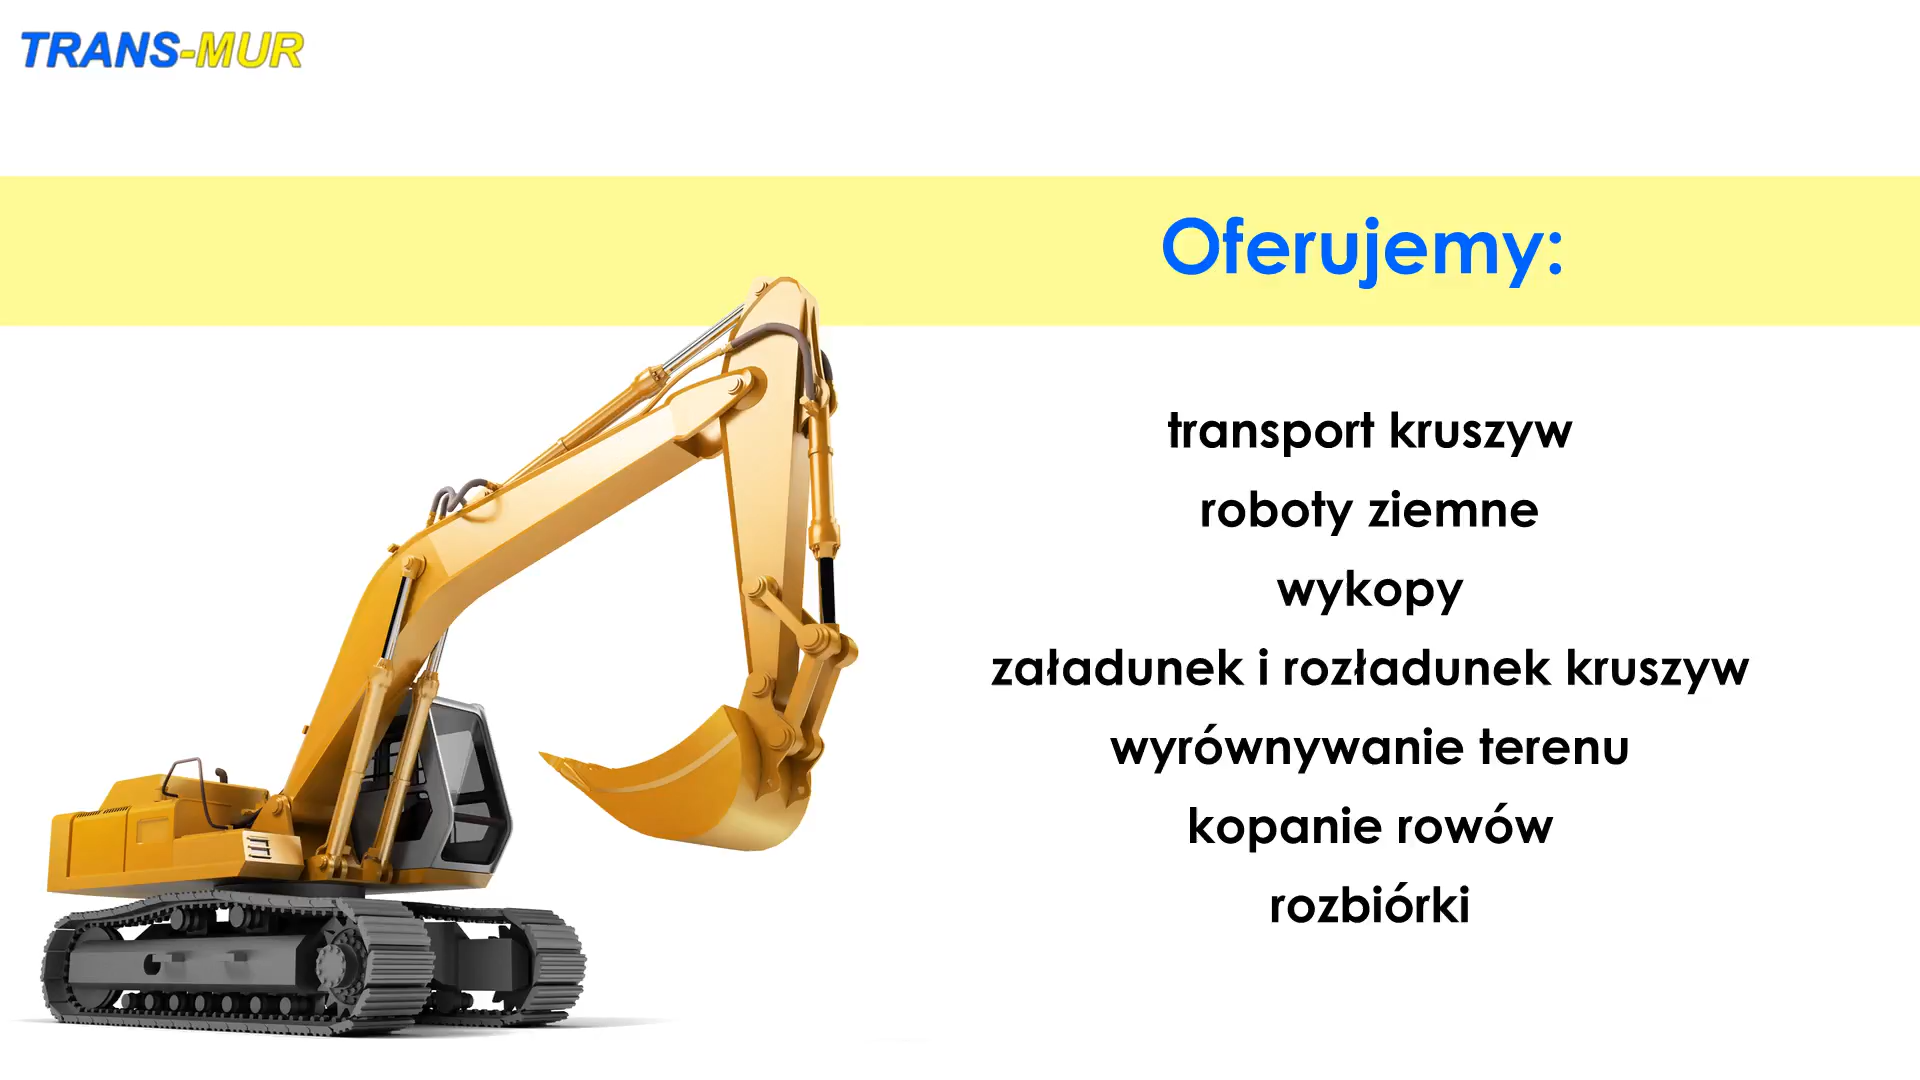 TRANS-MUR
Oferujemy:
transport kruszyw
roboty ziemne
wykopy
załadunek i rozładunek kruszyw
wyrównywanie terenu
kopanie rowów
rozbiórki